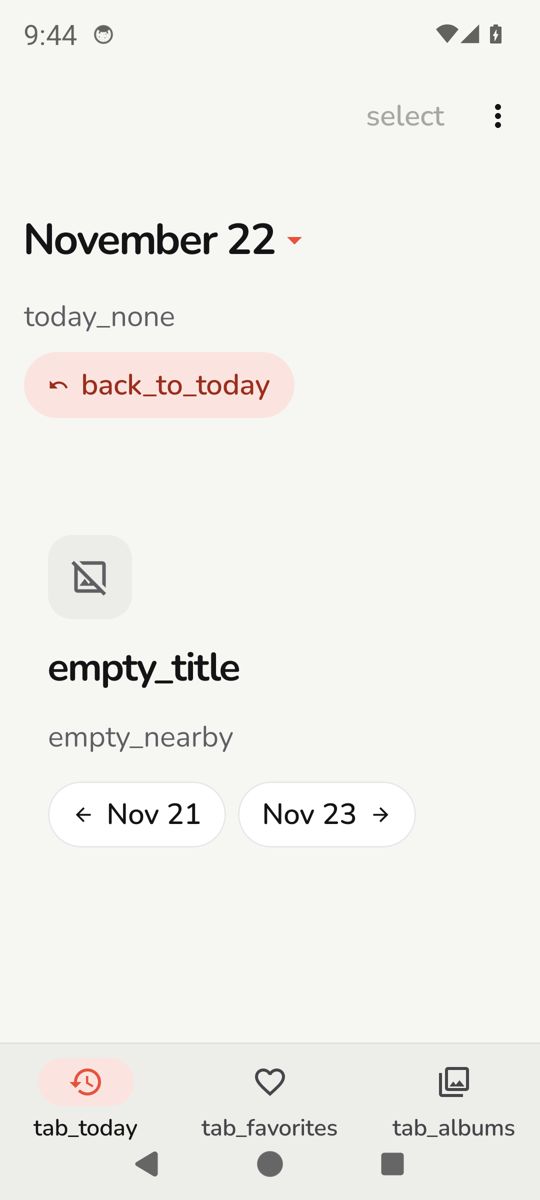 9:44
select
November 22
today_none
back_to_today
empty_title
empty_nearby
Nov 21
Nov 23
tab_today
tab_favorites
tab_albums